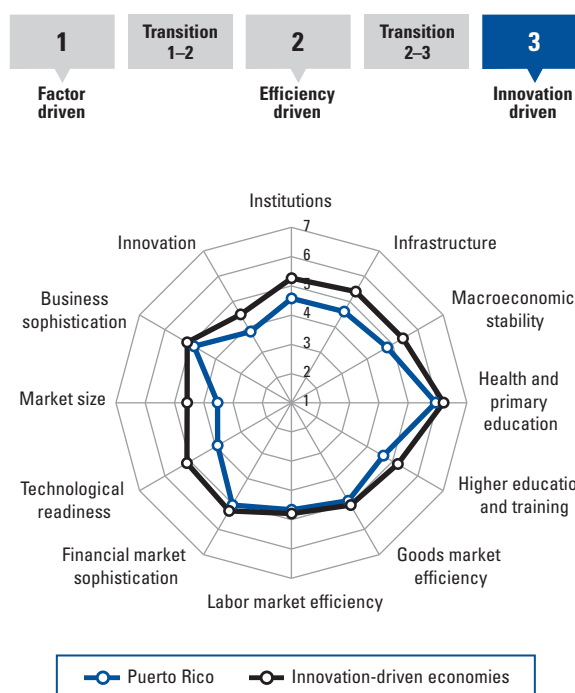 1
Transition
1–2
2
Transition
2–3
3
Factor
driven
Efficiency
driven
Innovation
driven
Institutions
Innovation
Infrastructure
Business
sophistication
Macroeconomic
stability
Market size
Health and
primary
education
Technological
readiness
Higher educatio
and training
Financial market
sophistication
Goods market
efficiency
Labor market efficiency
7
6
5
4
3
2
1
Puerto Rico
Innovation-driven economies